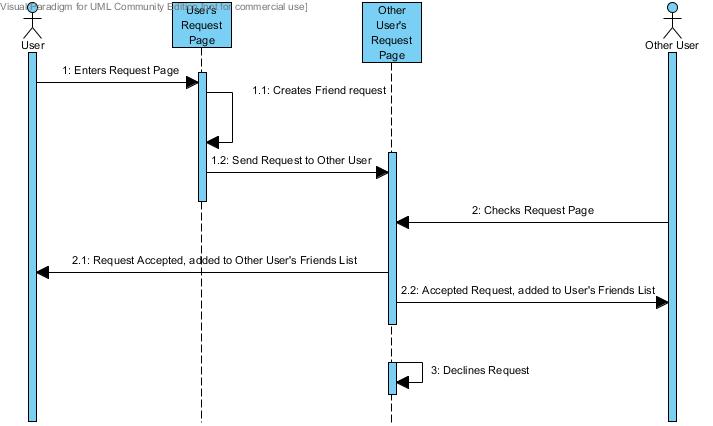 Visual Paradigm for UML Community Edition [not for commercial use]
User's
Request
Page
Other
User's
Request
Page
User
Other User
1: Enters Request Page
1.1: Creates Friend request
1.2: Send Request to Other User
2: Checks Request Page
2.1: Request Accepted, added to Other User's Friends List
2.2: Accepted Request, added to User's Friends List
3: Declines Request